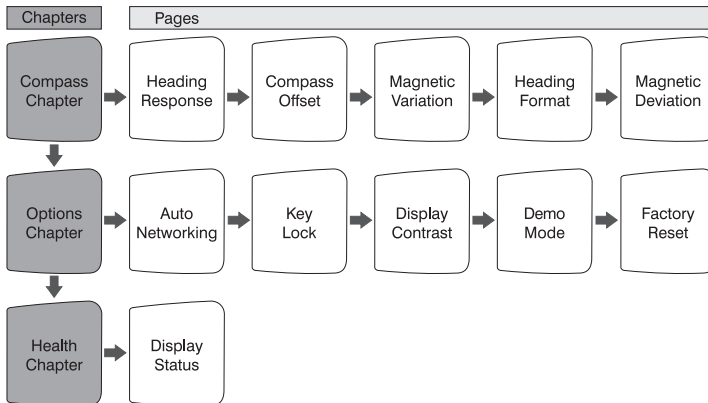 Chapters
Pages
Compass
Chapter
Heading
Response
Compass
Offset
Magnetic
Variation
Heading
Format
Magnetic
Deviation
Options
Chapter
Auto
Networking
Key
Lock
Display
Contrast
Demo
Mode
Factory
Reset
Health
Chapter
Display
Status